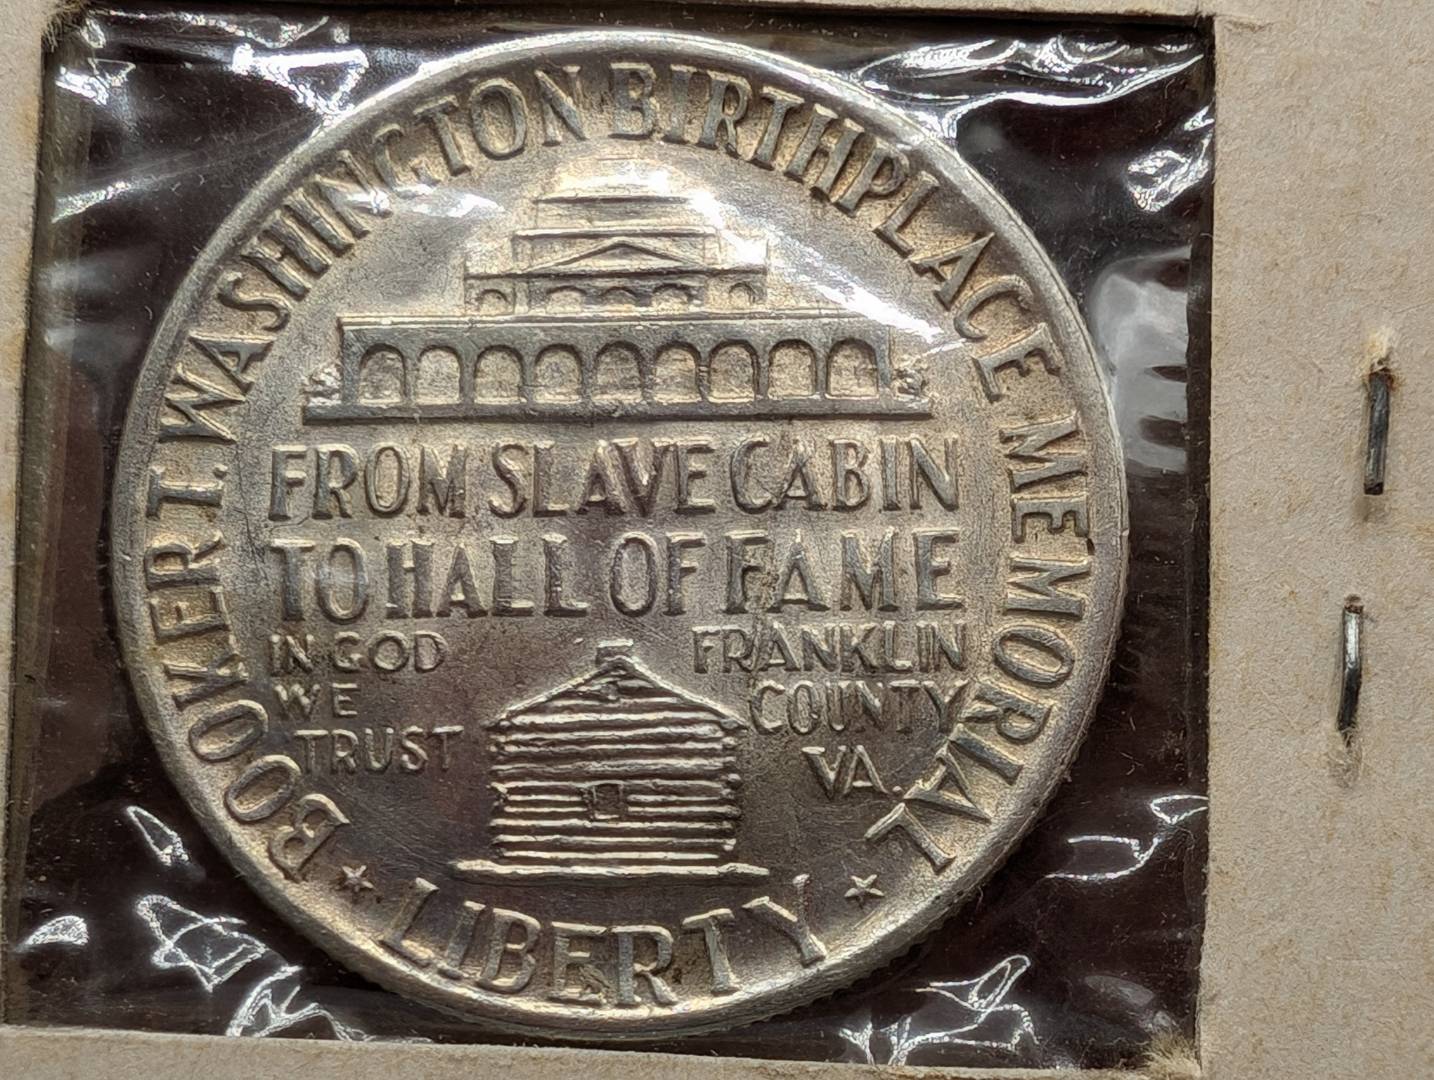 BOOKER T. WASHINGTON BIRTHPLACE MEMORIAL
FROM SLAVE CABIN
TO HALL OF FAME
IN GOD
WE
TRUST
FRANKLIN
COUNTY
VA.
LIBERTY